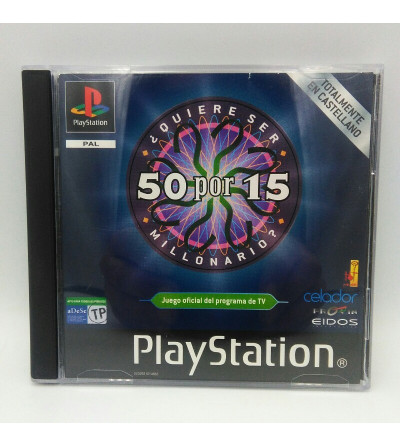 PlayStation
PAL
TOTALMENTE
EN CASTELLANO
¿QUIERE SER
50 por 15
MILLONARIO?
Juego oficial del programa de TV
aDeSe
TP
celador
EIDOS
PlayStation®